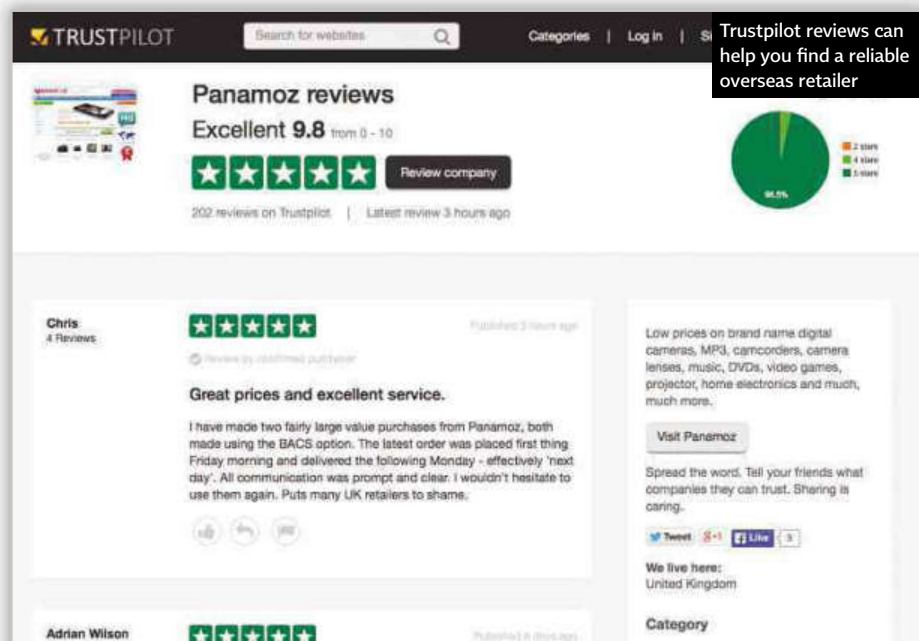 TRUSTPILOT
Search for websites
Categories | Log in | S
Trustpilot reviews can
help you find a reliable
overseas retailer
Panamoz reviews
Excellent 9.8 from 0 - 10
Review company
202 reviews on Trustpilot | Latest review 3 hours ago
2 stars
4 stars
5 stars
Chris
4 Reviews
Published 3 hours ago
Review by confirmed purchaser
Great prices and excellent service.
I have made two fairly large value purchases from Panamoz, both
made using the BACS option. The latest order was placed first thing
Friday morning and delivered the following Monday - effectively 'next
day'. All communication was prompt and clear. I wouldn't hesitate to
use them again. Puts many UK retailers to shame.
Low prices on brand name digital
cameras, MP3, camcorders, camera
lenses, music, DVDs, video games,
projector, home electronics and much,
much more.
Visit Panamoz
Spread the word. Tell your friends what
companies they can trust. Sharing is
caring.
Tweet g+1 Like
We live here:
United Kingdom
Category
Adrian Wilson